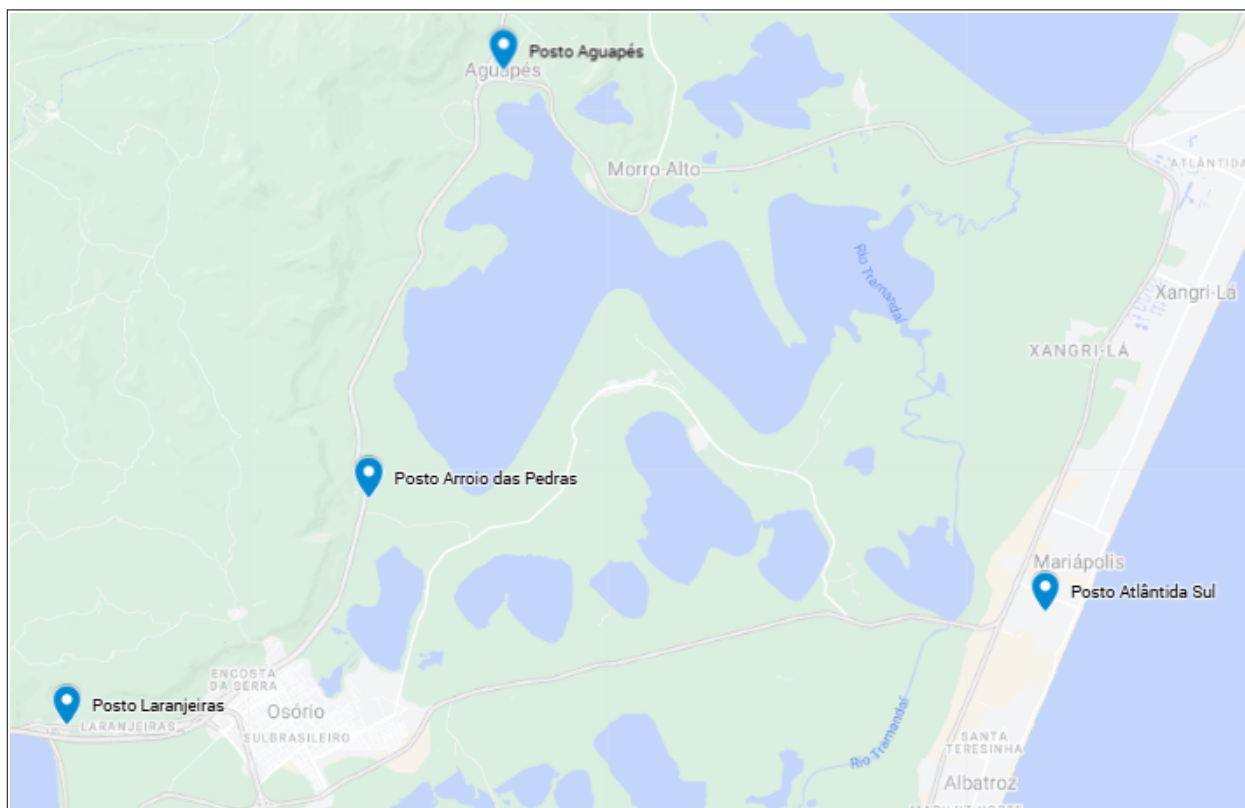 Posto Aguapés
Aguapés
Morro Alto
ATLÂNTIDA
Rio Tramandaí
Xangri-Lá
XANGRI-LÁ
Posto Arroio das Pedras
Mariápolis
Posto Atlântida Sul
ENCOSTA
DA SERRA
Posto Laranjeiras
Osório
LARANJEIRAS
SULBRASILEIRO
Rio Tramandaí
SANTA
TERESINHA
Albatroz